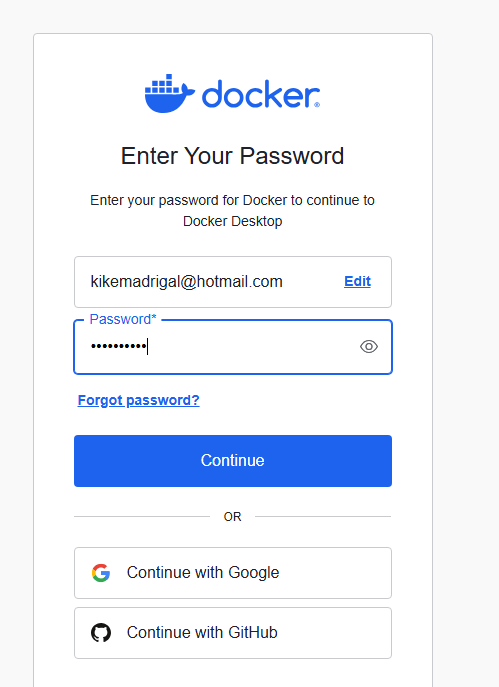 docker®
Enter Your Password
Enter your password for Docker to continue to
Docker Desktop
kikemadrigal@hotmail.com Edit
Password*
••••••••••
Forgot password?
Continue
OR
Continue with Google
Continue with GitHub